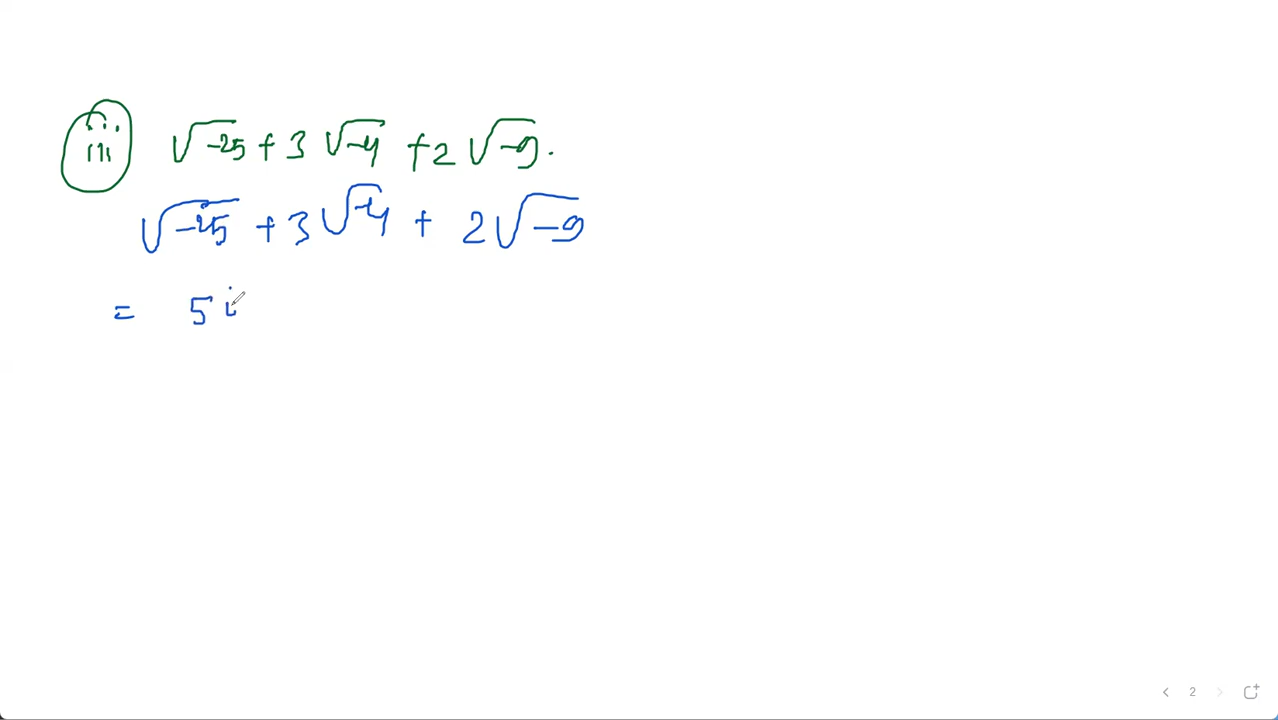 iii √-25 + 3 √-4 + 2 √-9.
√-25 + 3 √-4 + 2 √-9
= 5 i
2